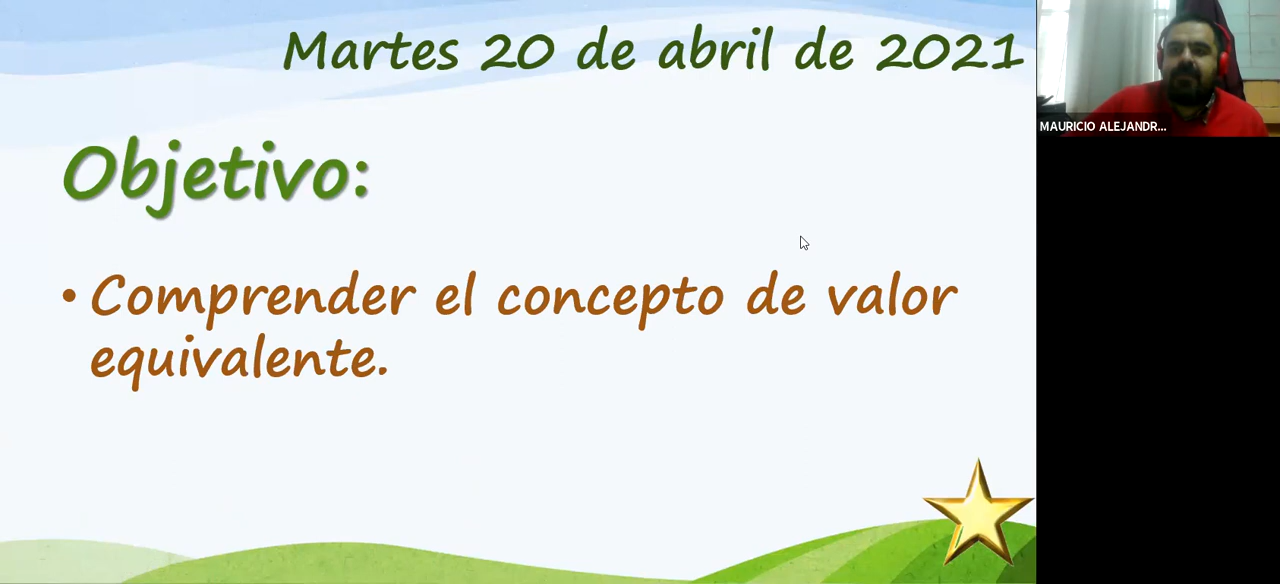 Martes 20 de abril de 2021
MAURICIO ALEJANDR...
Objetivo:
• Comprender el concepto de valor
equivalente.